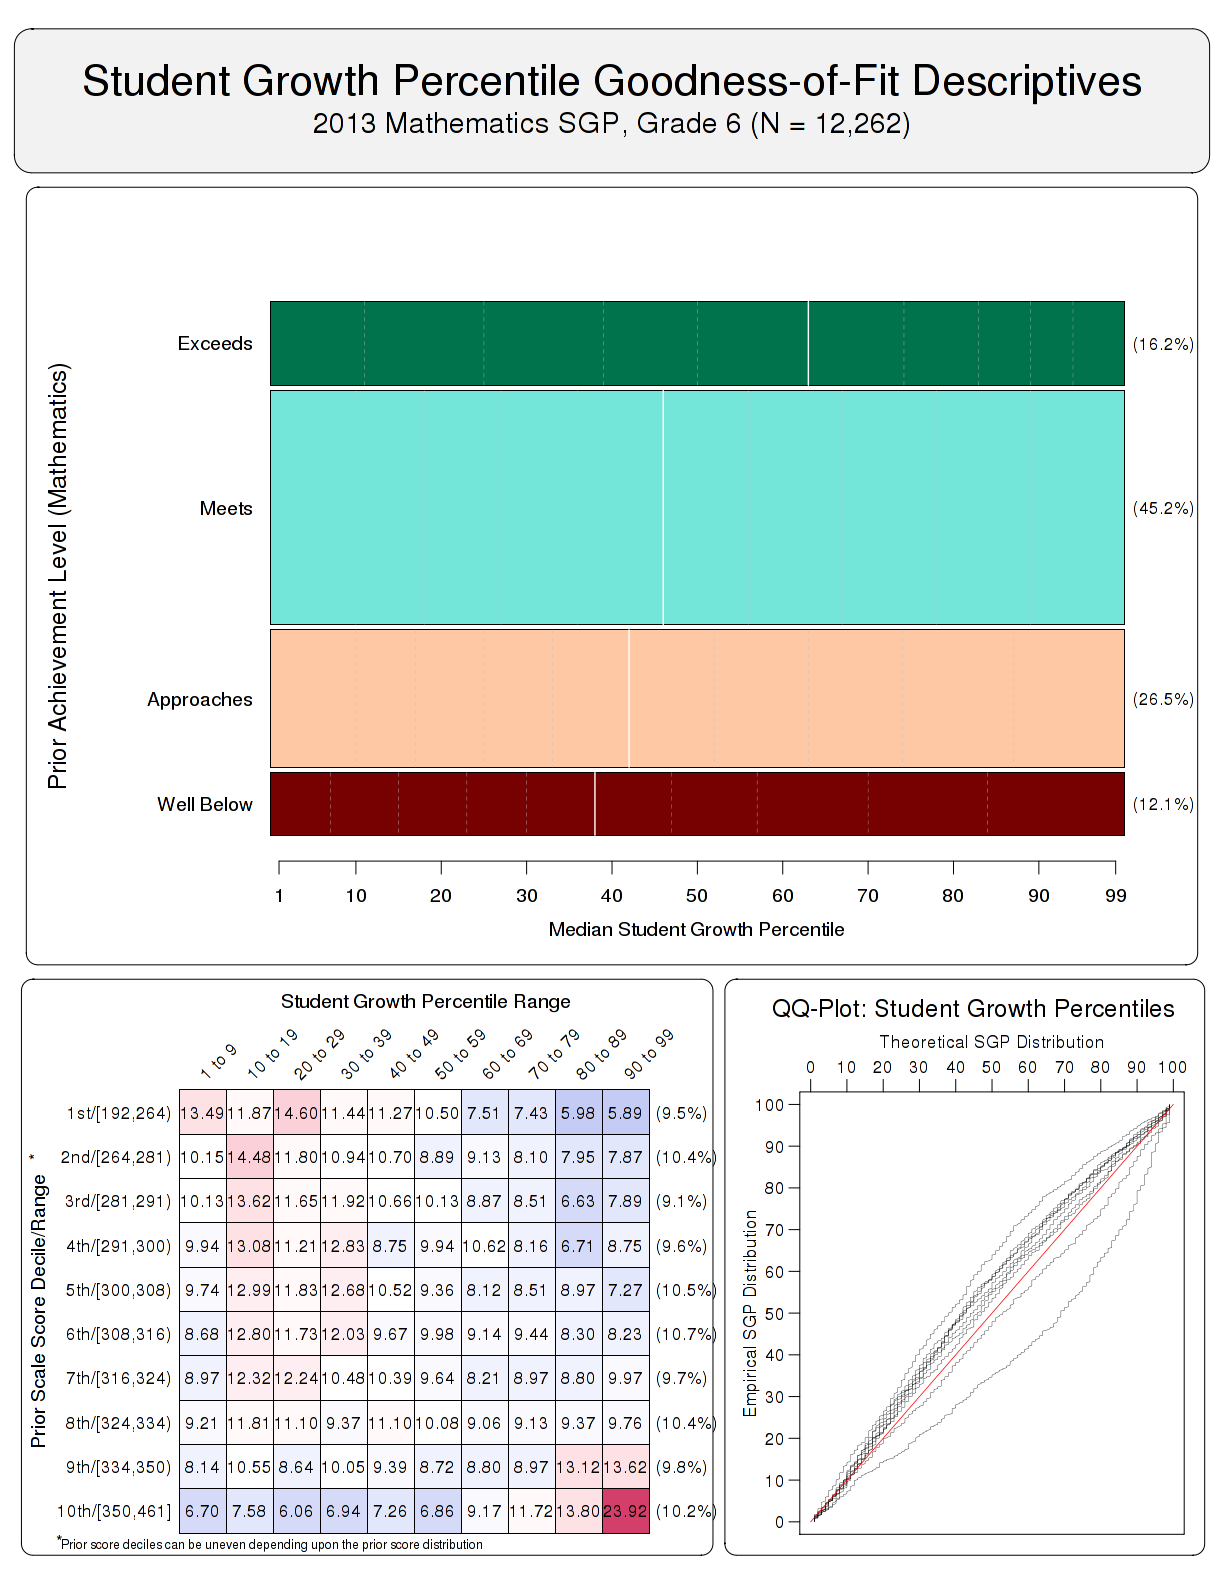 Student Growth Percentile Goodness-of-Fit Descriptives
2013 Mathematics SGP, Grade 6 (N = 12,262)
Prior Achievement Level (Mathematics)
Exceeds (16.2%)
Meets (45.2%)
Approaches (26.5%)
Well Below (12.1%)
1 10 20 30 40 50 60 70 80 90 99
Median Student Growth Percentile
Student Growth Percentile Range
1 to 9 10 to 19 20 to 29 30 to 39 40 to 49 50 to 59 60 to 69 70 to 79 80 to 89 90 to 99
Prior Scale Score Decile/Range *
1st/[192,264) 13.49 11.87 14.60 11.44 11.27 10.50 7.51 7.43 5.98 5.89 (9.5%)
2nd/[264,281) 10.15 14.48 11.80 10.94 10.70 8.89 9.13 8.10 7.95 7.87 (10.4%)
3rd/[281,291) 10.13 13.62 11.65 11.92 10.66 10.13 8.87 8.51 6.63 7.89 (9.1%)
4th/[291,300) 9.94 13.08 11.21 12.83 8.75 9.94 10.62 8.16 6.71 8.75 (9.6%)
5th/[300,308) 9.74 12.99 11.83 12.68 10.52 9.36 8.12 8.51 8.97 7.27 (10.5%)
6th/[308,316) 8.68 12.80 11.73 12.03 9.67 9.98 9.14 9.44 8.30 8.23 (10.7%)
7th/[316,324) 8.97 12.32 12.24 10.48 10.39 9.64 8.21 8.97 8.80 9.97 (9.7%)
8th/[324,334) 9.21 11.81 11.10 9.37 11.10 10.08 9.06 9.13 9.37 9.76 (10.4%)
9th/[334,350) 8.14 10.55 8.64 10.05 9.39 8.72 8.80 8.97 13.12 13.62 (9.8%)
10th/[350,461] 6.70 7.58 6.06 6.94 7.26 6.86 9.17 11.72 13.80 23.92 (10.2%)
*Prior score deciles can be uneven depending upon the prior score distribution
QQ-Plot: Student Growth Percentiles
Theoretical SGP Distribution
0 10 20 30 40 50 60 70 80 90 100
Empirical SGP Distribution
100
90
80
70
60
50
40
30
20
10
0